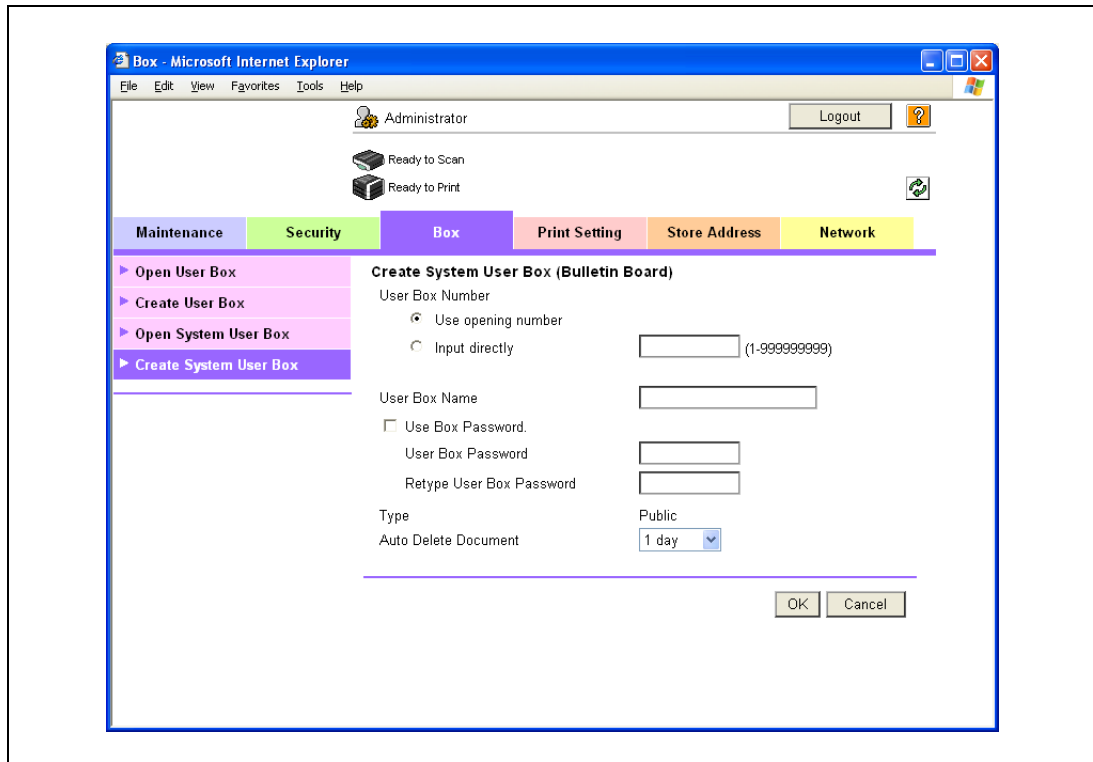 Box - Microsoft Internet Explorer
File Edit View Favorites Tools Help
Administrator
Logout
?
Ready to Scan
Ready to Print
Maintenance Security Box Print Setting Store Address Network
Open User Box
Create User Box
Open System User Box
Create System User Box
Create System User Box (Bulletin Board)
User Box Number
Use opening number
Input directly (1-999999999)
User Box Name
Use Box Password.
User Box Password
Retype User Box Password
Type Public
Auto Delete Document 1 day
OK Cancel